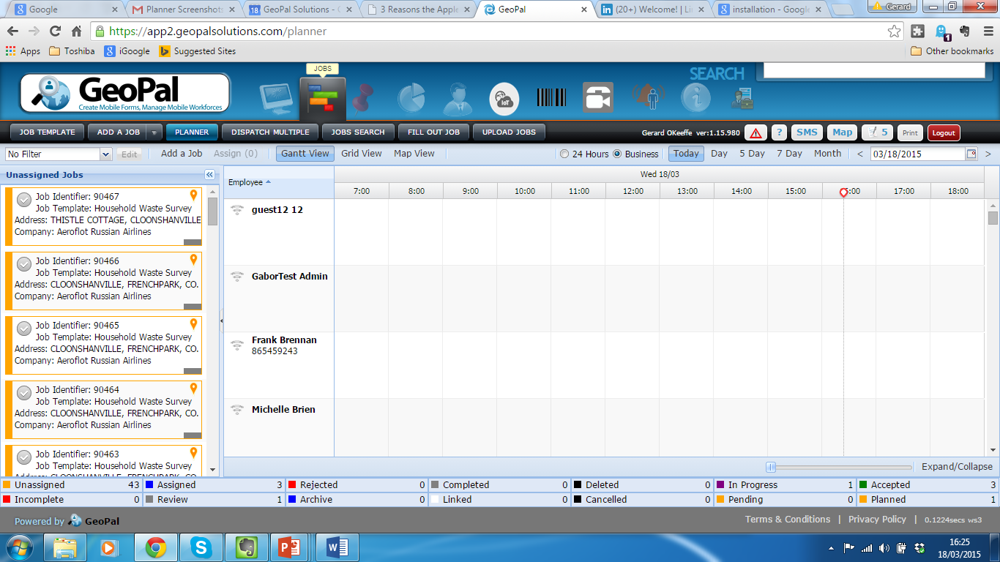 Google
Planner Screenshots
GeoPal Solutions - C
3 Reasons the Apple
GeoPal
(20+) Welcome! | Li
installation - Google
Gerard
https://app2.geopalsolutions.com/planner
1
Apps
Toshiba
iGoogle
Suggested Sites
Other bookmarks
JOBS
SEARCH
GeoPal
Create Mobile Forms, Manage Mobile Workforces
IoT
JOB TEMPLATE
ADD A JOB
PLANNER
DISPATCH MULTIPLE
JOBS SEARCH
FILL OUT JOB
UPLOAD JOBS
Gerard OKeeffe ver:1.15.980
?
SMS
Map
5
Print
Logout
No Filter
Edit
Add a Job
Assign (0)
Gantt View
Grid View
Map View
24 Hours
Business
Today
Day
5 Day
7 Day
Month
<
03/18/2015
>
Unassigned Jobs
Employee
Wed 18/03
7:00 8:00 9:00 10:00 11:00 12:00 13:00 14:00 15:00 17:00 18:00
Job Identifier: 90467
Job Template: Household Waste Survey
Address: THISTLE COTTAGE, CLOONSHANVILLE
Company: Aeroflot Russian Airlines
Job Identifier: 90466
Job Template: Household Waste Survey
Address: CLOONSHANVILLE, FRENCHPARK, CO.
Company: Aeroflot Russian Airlines
Job Identifier: 90465
Job Template: Household Waste Survey
Address: CLOONSHANVILLE, FRENCHPARK, CO.
Company: Aeroflot Russian Airlines
Job Identifier: 90464
Job Template: Household Waste Survey
Address: CLOONSHANVILLE, FRENCHPARK, CO.
Company: Aeroflot Russian Airlines
Job Identifier: 90463
Job Template: Household Waste Survey
Address: CLOONSHANVILLE, FRENCHPARK, CO.
guest12 12
GaborTest Admin
Frank Brennan
865459243
Michelle Brien
Expand/Collapse
Unassigned 43 Assigned 3 Rejected 0 Completed 0 Deleted 0 In Progress 1 Accepted 3
Incomplete 0 Review 1 Archive 0 Linked 0 Cancelled 0 Pending 0 Planned 1
Powered by GeoPal
Terms & Conditions | Privacy Policy | 0.1224secs ws3
16:25
18/03/2015